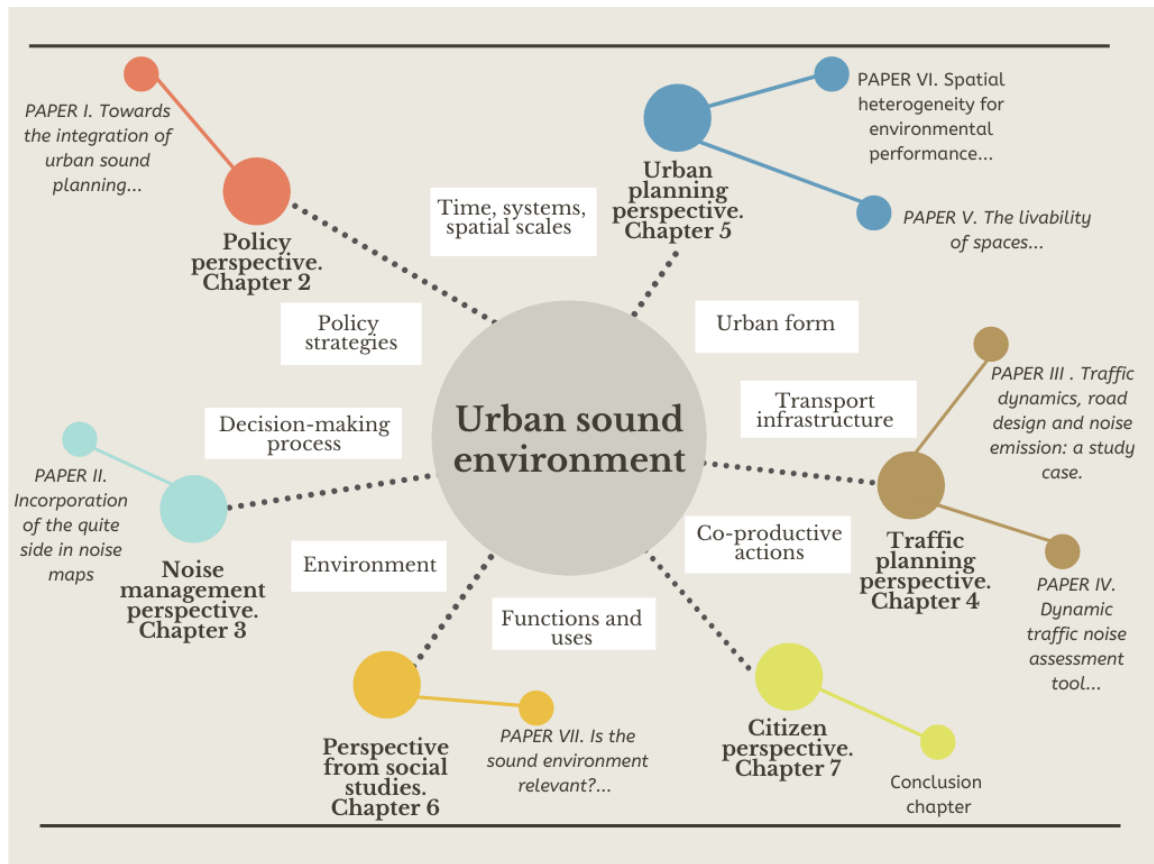 PAPER I. Towards
the integration of
urban sound
planning...
Policy
perspective.
Chapter 2
Time, systems,
spatial scales
Urban
planning
perspective.
Chapter 5
PAPER VI. Spatial
heterogeneity for
environmental
performance...
PAPER V. The livability
of spaces...
Policy
strategies
Urban form
Decision-making
process
Urban sound
environment
Transport
infrastructure
PAPER III . Traffic
dynamics, road
design and noise
emission: a study
case.
PAPER II.
Incorporation
of the quite
side in noise
maps
Noise
management
perspective.
Chapter 3
Environment
Co-productive
actions
Traffic
planning
perspective.
Chapter 4
PAPER IV.
Dynamic
traffic noise
assessment
tool...
Functions and
uses
Perspective
from social
studies.
Chapter 6
PAPER VII. Is the
sound environment
relevant?...
Citizen
perspective.
Chapter 7
Conclusion
chapter